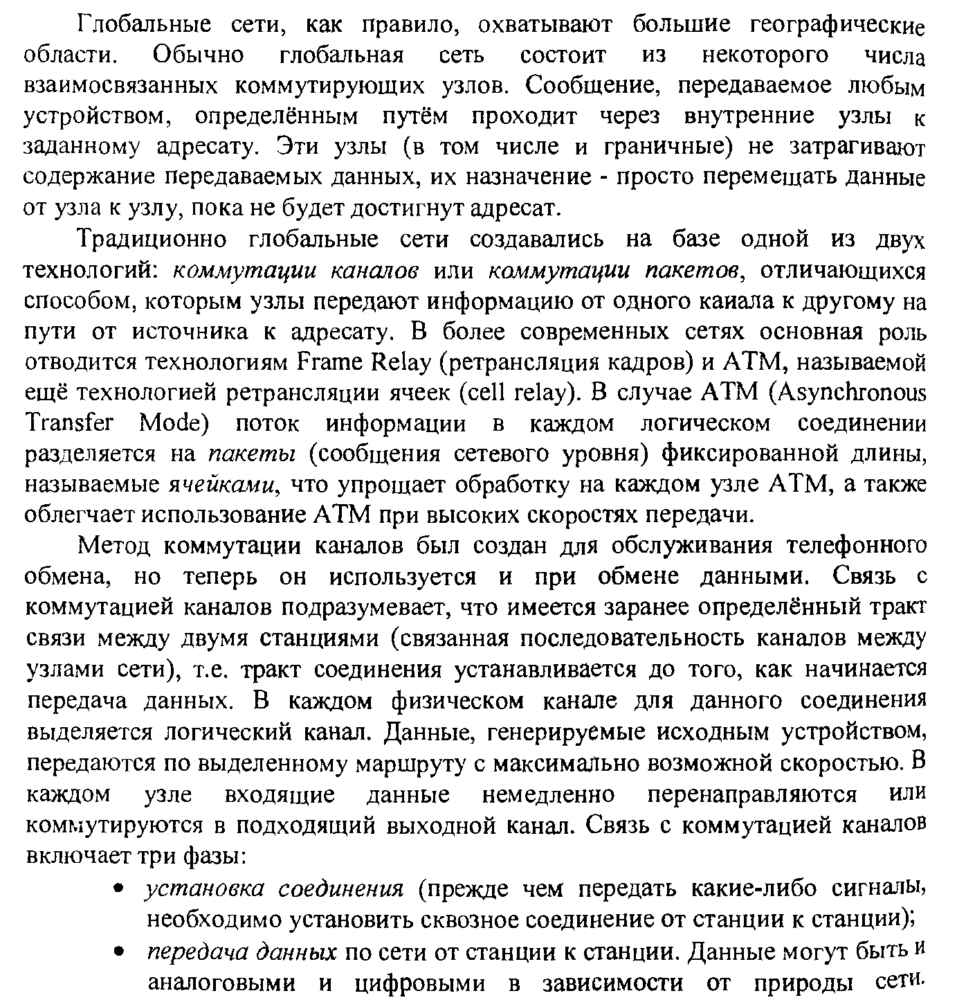 Глобальные сети, как правило, охватывают большие географические
области. Обычно глобальная сеть состоит из некоторого числа
взаимосвязанных коммутирующих узлов. Сообщение, передаваемое любым
устройством, определённым путём проходит через внутренние узлы к
заданному адресату. Эти узлы (в том числе и граничные) не затрагивают
содержание передаваемых данных, их назначение - просто перемещать данные
от узла к узлу, пока не будет достигнут адресат.
Традиционно глобальные сети создавались на базе одной из двух
технологий: коммутации каналов или коммутации пакетов, отличающихся
способом, которым узлы передают информацию от одного канала к другому на
пути от источника к адресату. В более современных сетях основная роль
отводится технологиям Frame Relay (ретрансляция кадров) и ATM, называемой
ещё технологией ретрансляции ячеек (cell relay). В случае ATM (Asynchronous
Transfer Mode) поток информации в каждом логическом соединении
разделяется на пакеты (сообщения сетевого уровня) фиксированной длины,
называемые ячейками, что упрощает обработку на каждом узле ATM, а также
облегчает использование ATM при высоких скоростях передачи.
Метод коммутации каналов был создан для обслуживания телефонного
обмена, но теперь он используется и при обмене данными. Связь с
коммутацией каналов подразумевает, что имеется заранее определённый тракт
связи между двумя станциями (связанная последовательность каналов между
узлами сети), т.е. тракт соединения устанавливается до того, как начинается
передача данных. В каждом физическом канале для данного соединения
выделяется логический канал. Данные, генерируемые исходным устройством,
передаются по выделенному маршруту с максимально возможной скоростью. В
каждом узле входящие данные немедленно перенаправляются или
коммутируются в подходящий выходной канал. Связь с коммутацией каналов
включает три фазы:
• установка соединения (прежде чем передать какие-либо сигналы,
необходимо установить сквозное соединение от станции к станции);
• передача данных по сети от станции к станции. Данные могут быть и
аналоговыми и цифровыми в зависимости от природы сети.